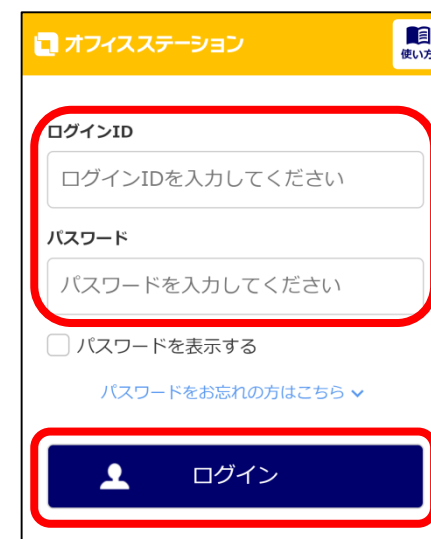 オフィスステーション
使い方
ログインID
ログインIDを入力してください
パスワード
パスワードを入力してください
パスワードを表示する
パスワードをお忘れの方はこちら
ログイン